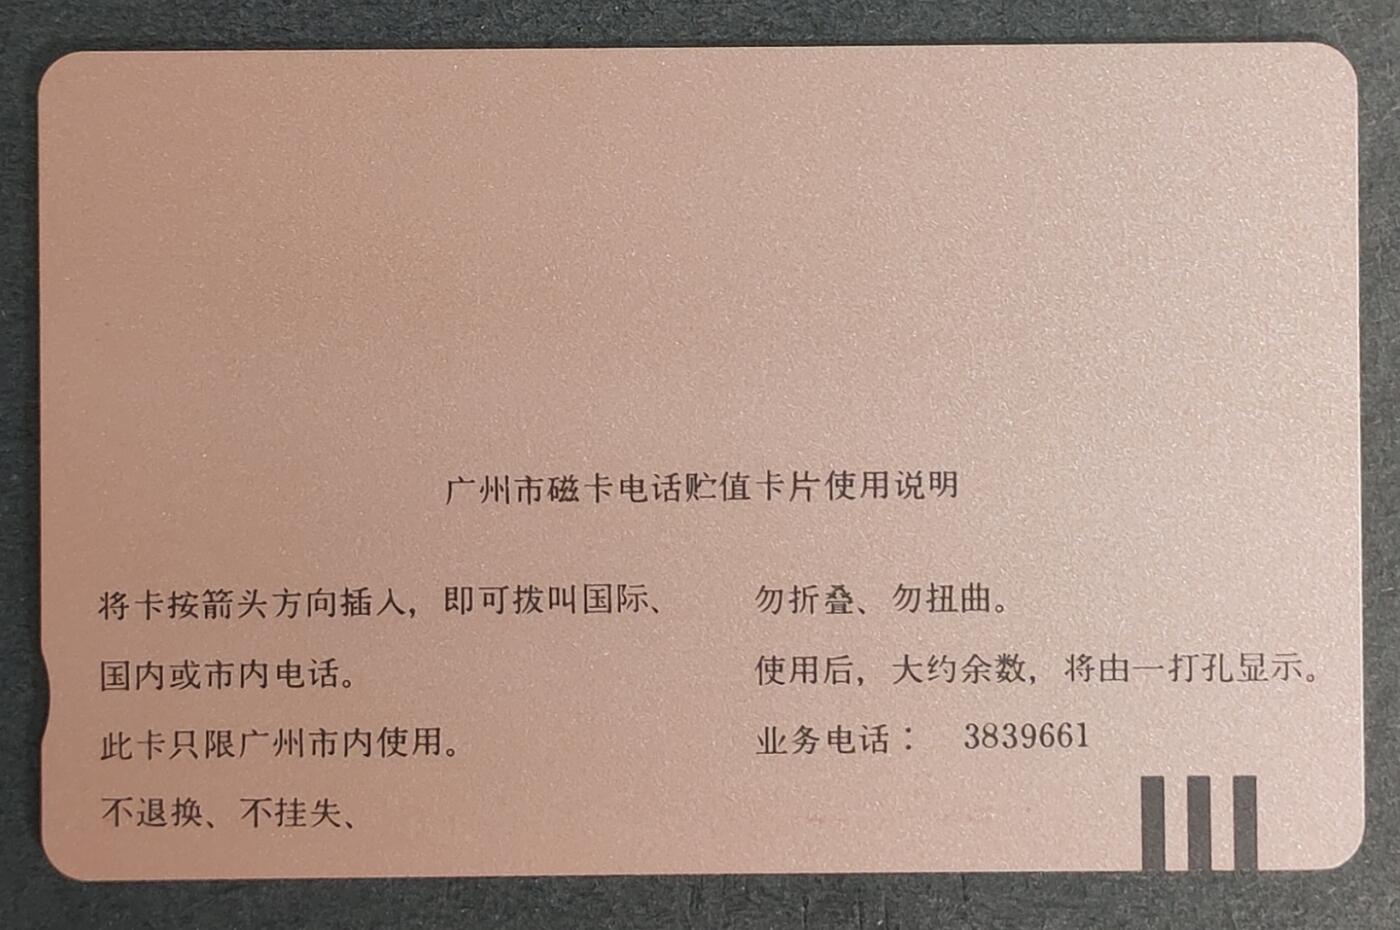 广州市磁卡电话贮值卡片使用说明
将卡按箭头方向插入，即可拨叫国际、
国内或市内电话。
此卡只限广州市内使用。
不退换、不挂失、
勿折叠、勿扭曲。
使用后，大约余数，将由一打孔显示。
业务电话： 3839661